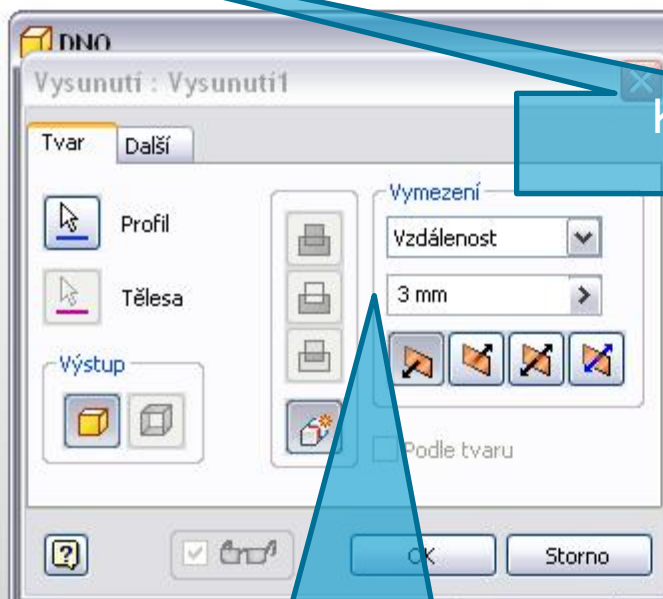 DNO
Vysunutí : Vysunutí1
Tvar
Další
Profil
Tělesa
Výstup
Vymezení
Vzdálenost
3 mm
Podle tvaru
OK
Storno